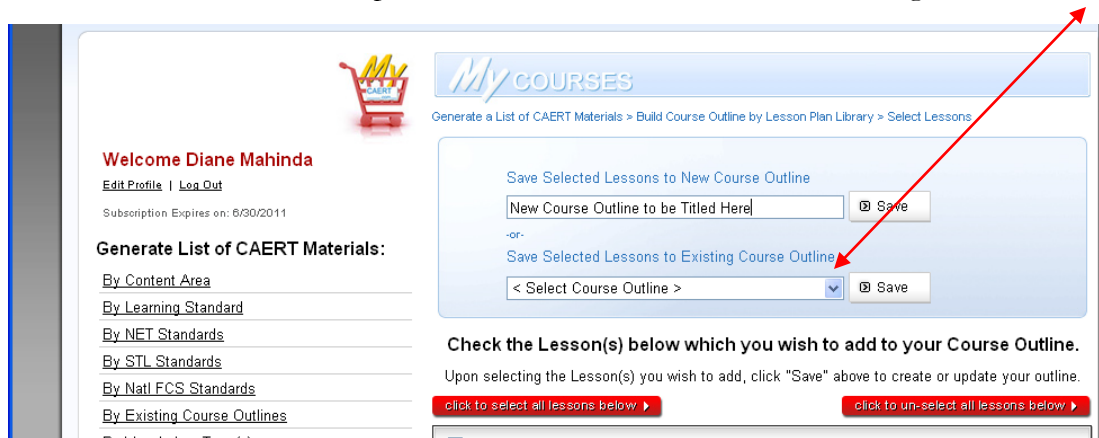 My
CAERT
My COURSES
Generate a List of CAERT Materials > Build Course Outline by Lesson Plan Library > Select Lessons
Welcome Diane Mahinda
Edit Profile | Log Out
Subscription Expires on: 6/30/2011
Generate List of CAERT Materials:
By Content Area
By Learning Standard
By NET Standards
By STL Standards
By Natl FCS Standards
By Existing Course Outlines
Save Selected Lessons to New Course Outline
New Course Outline to be Titled Here
Save
-or-
Save Selected Lessons to Existing Course Outline
< Select Course Outline >
Save
Check the Lesson(s) below which you wish to add to your Course Outline.
Upon selecting the Lesson(s) you wish to add, click "Save" above to create or update your outline.
click to select all lessons below
click to un-select all lessons below